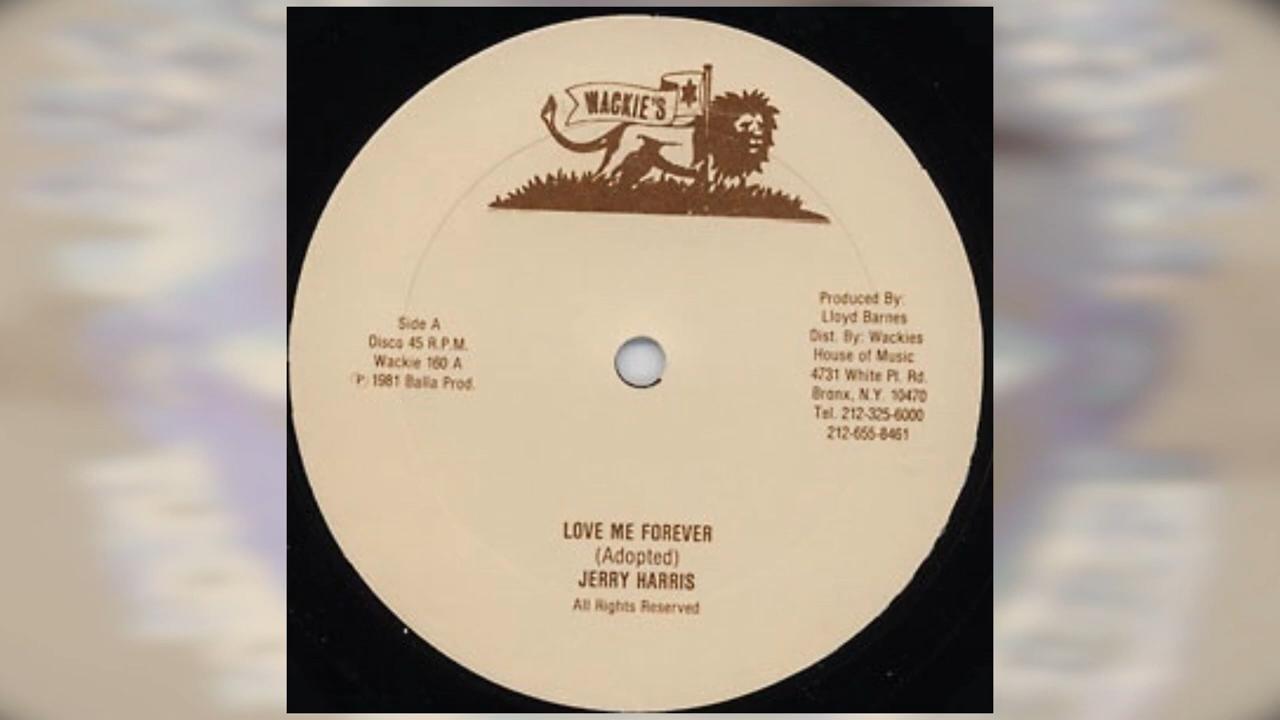 WACKIE'S
Side A
Disco 45 R.P.M.
Wackie 160 A
℗ 1981 Balla Prod.
Produced By:
Lloyd Barnes
Dist. By: Wackies
House of Music
4731 White Pt. Rd.
Bronx, N.Y. 10470
Tel. 212-325-6000
212-655-8461
LOVE ME FOREVER
(Adopted)
JERRY HARRIS
All Rights Reserved